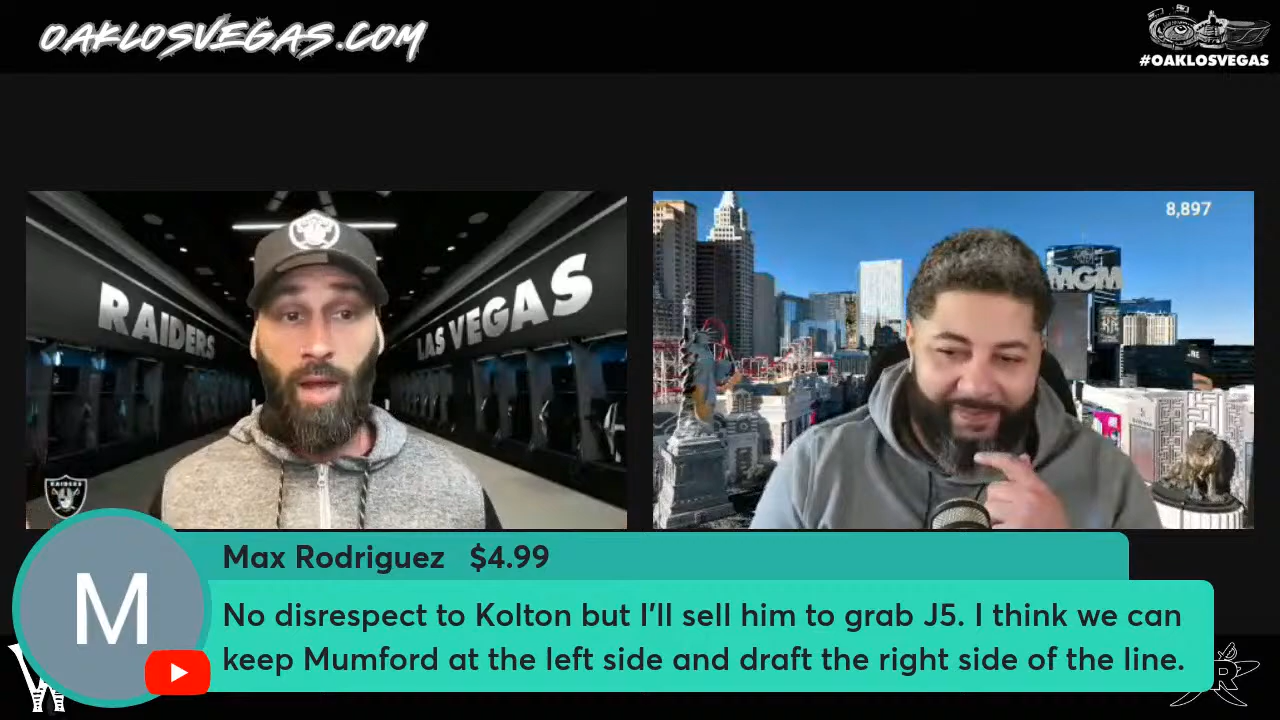 OAKLOSVEGAS.COM
#OAKLOSVEGAS
RAIDERS
LAS VEGAS
RAIDERS
8,897
MGM
M
Max Rodriguez $4.99
No disrespect to Kolton but I'll sell him to grab J5. I think we can
keep Mumford at the left side and draft the right side of the line.
R